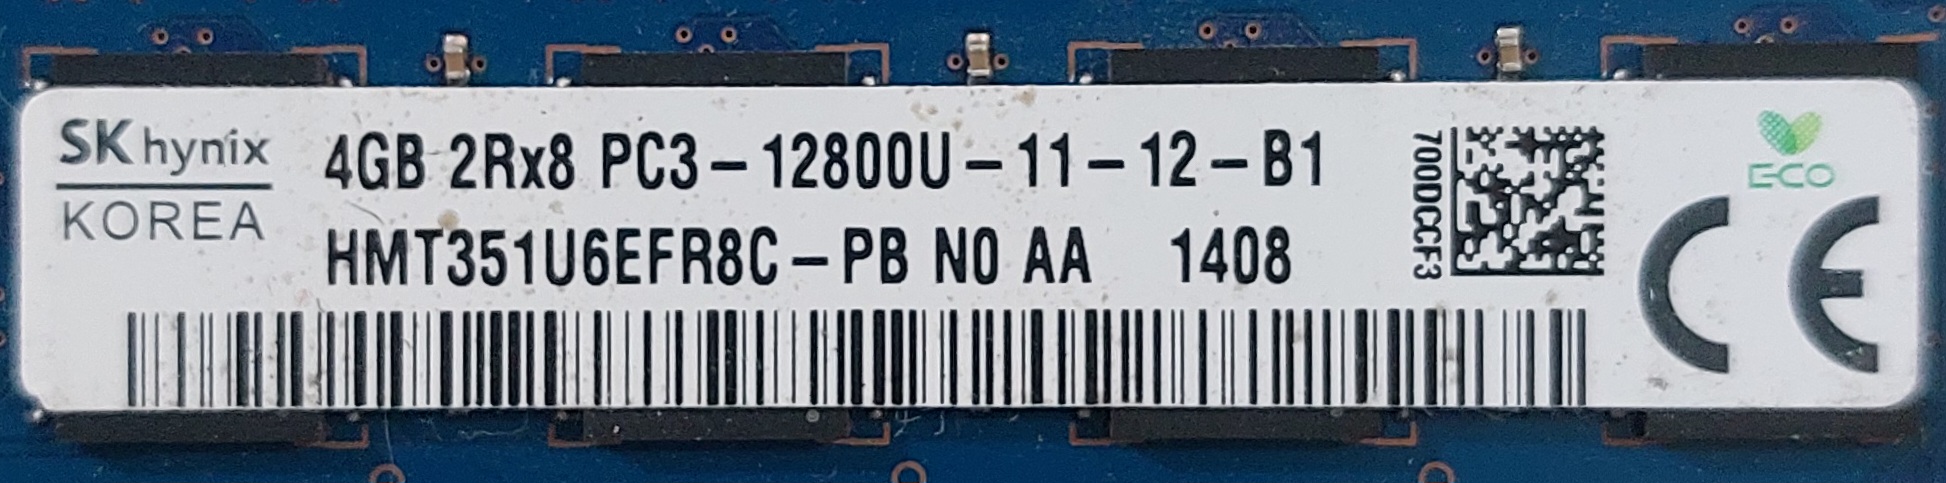 SK hynix
KOREA
4GB 2Rx8 PC3-12800U-11-12-B1
HMT351U6EFR8C-PB N0 AA 1408
700DCCF3
ECO
CE